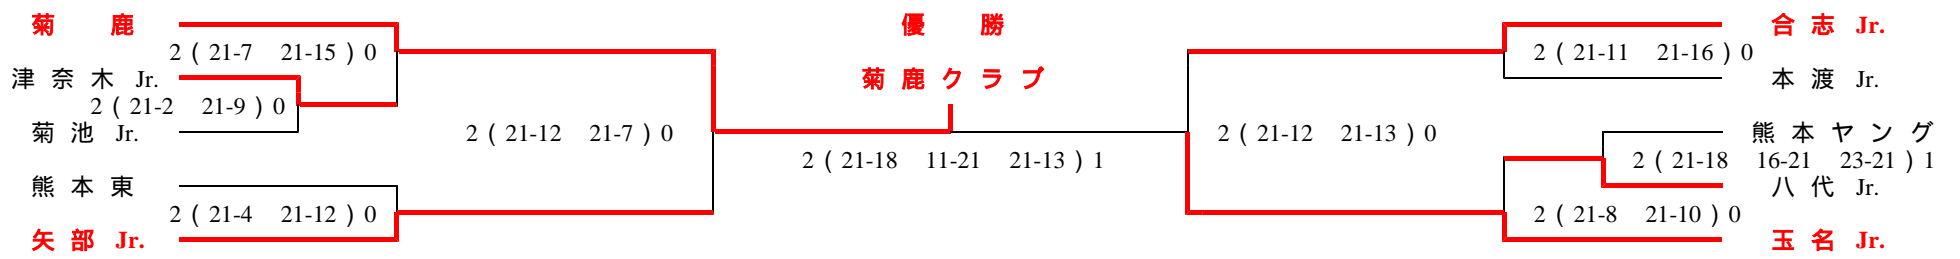 菊 鹿
2 ( 21-7 21-15 ) 0
津 奈 木 Jr.
2 ( 21-2 21-9 ) 0
菊 池 Jr.
2 ( 21-12 21-7 ) 0
熊 本 東
2 ( 21-4 21-12 ) 0
矢 部 Jr.
優 勝
菊 鹿 ク ラ ブ
2 ( 21-18 11-21 21-13 ) 1
合 志 Jr.
2 ( 21-11 21-16 ) 0
本 渡 Jr.
2 ( 21-12 21-13 ) 0
熊 本 ヤ ン グ
2 ( 21-18 16-21 23-21 ) 1
八 代 Jr.
2 ( 21-8 21-10 ) 0
玉 名 Jr.